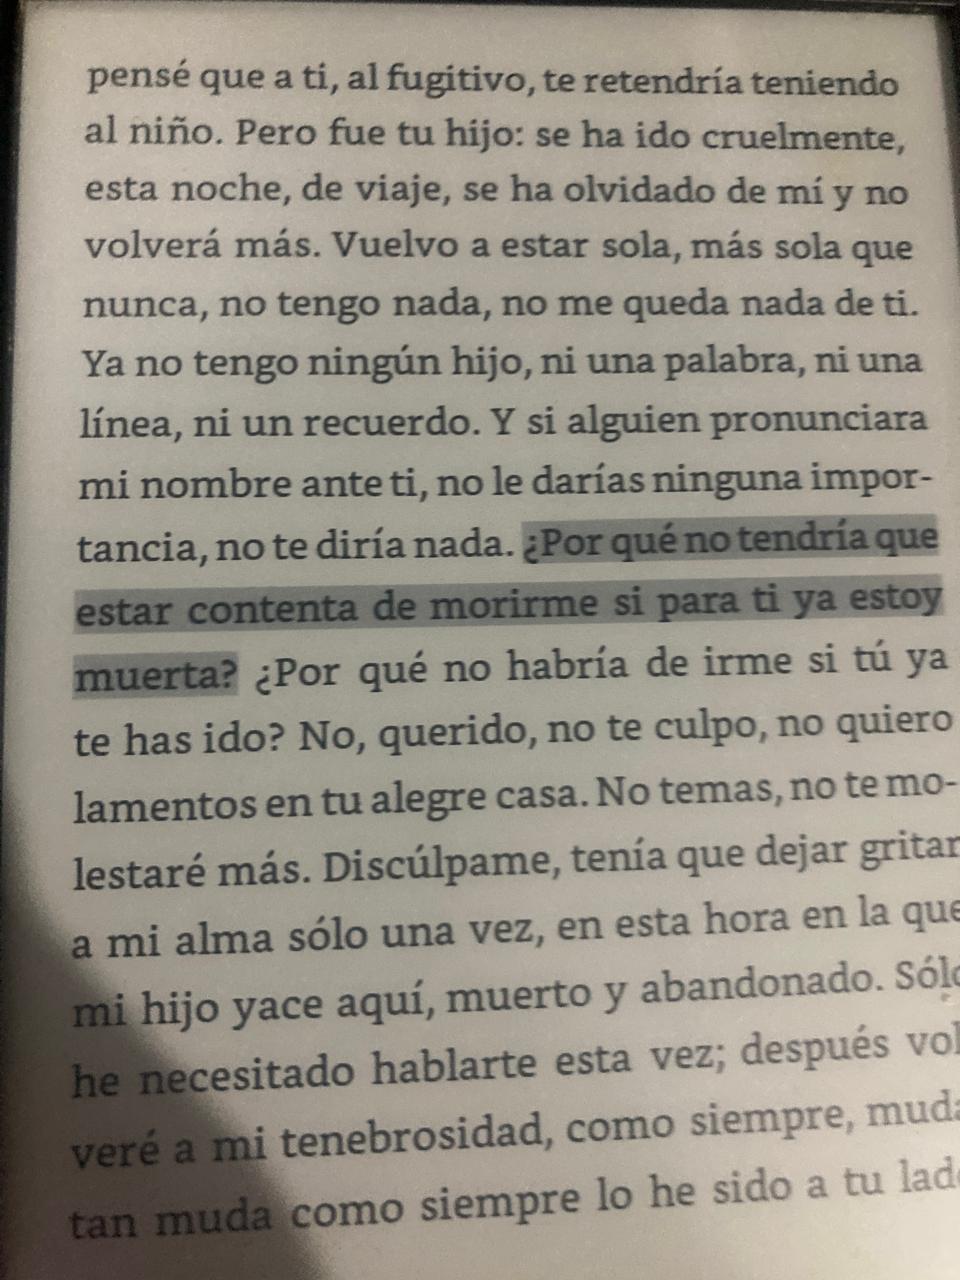 pensé que a ti, al fugitivo, te retendría teniendo
al niño. Pero fue tu hijo: se ha ido cruelmente,
esta noche, de viaje, se ha olvidado de mí y no
volverá más. Vuelvo a estar sola, más sola que
nunca, no tengo nada, no me queda nada de ti.
Ya no tengo ningún hijo, ni una palabra, ni una
línea, ni un recuerdo. Y si alguien pronunciara
mi nombre ante ti, no le darías ninguna impor-
tancia, no te diría nada. ¿Por qué no tendría que
estar contenta de morirme si para ti ya estoy
muerta? ¿Por qué no habría de irme si tú ya
te has ido? No, querido, no te culpo, no quiero
lamentos en tu alegre casa. No temas, no te mo-
lestaré más. Discúlpame, tenía que dejar gritar
a mi alma sólo una vez, en esta hora en la que
mi hijo yace aquí, muerto y abandonado. Sólo
he necesitado hablarte esta vez; después vol
veré a mi tenebrosidad, como siempre, muda
tan muda como siempre lo he sido a tu lado